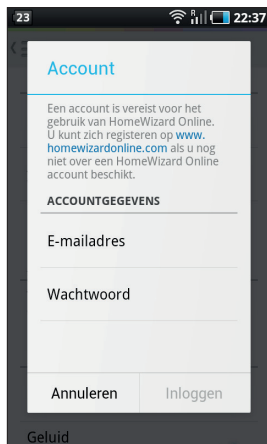 23 R 22:37
Account
Een account is vereist voor het
gebruik van HomeWizard Online.
U kunt zich registeren op www.
homewizardonline.com als u nog
niet over een HomeWizard Online
account beschikt.
ACCOUNTGEGEVENS
E-mailadres
Wachtwoord
Annuleren Inloggen
Geluid